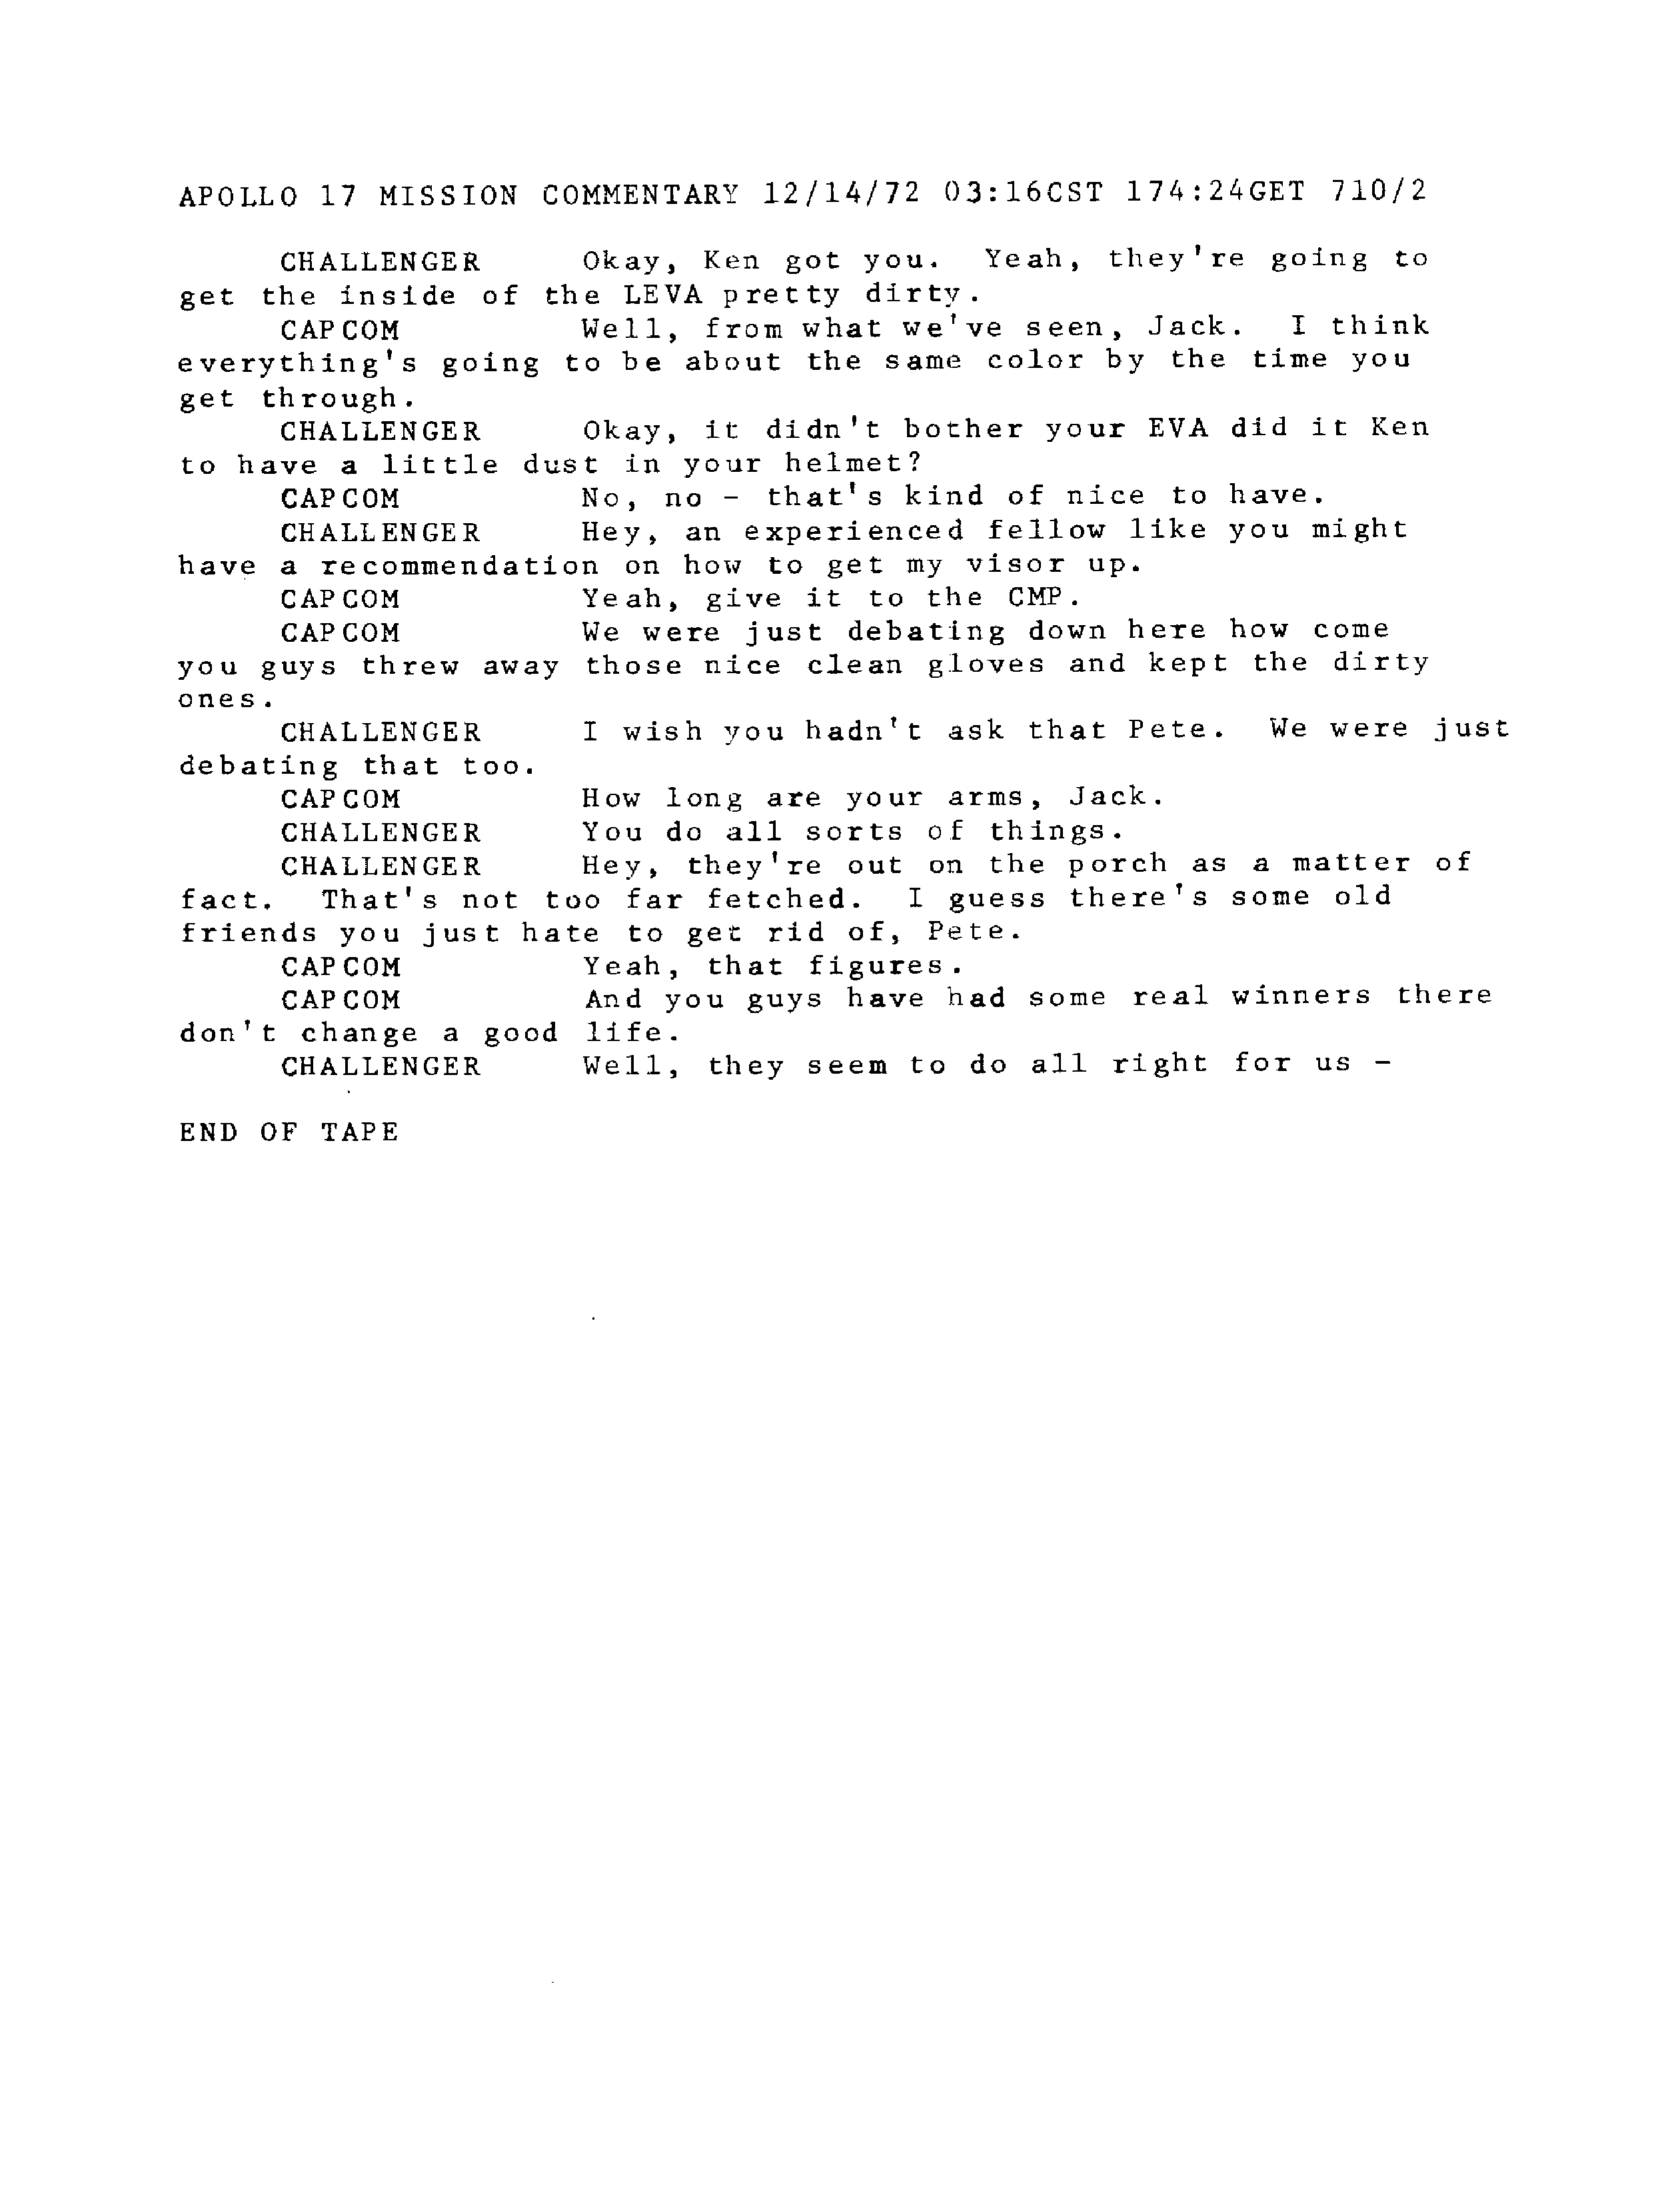 APOLLO 17 MISSION COMMENTARY 12/14/72 03:16CST 174:24GET 710/2
CHALLENGER Okay, Ken got you. Yeah, they're going to
get the inside of the LEVA pretty dirty.
CAPCOM Well, from what we've seen, Jack. I think
everything's going to be about the same color by the time you
get through.
CHALLENGER Okay, it didn't bother your EVA did it Ken
to have a little dust in your helmet?
CAPCOM No, no - that's kind of nice to have.
CHALLENGER Hey, an experienced fellow like you might
have a recommendation on how to get my visor up.
CAPCOM Yeah, give it to the CMP.
CAPCOM We were just debating down here how come
you guys threw away those nice clean gloves and kept the dirty
ones.
CHALLENGER I wish you hadn't ask that Pete. We were just
debating that too.
CAPCOM How long are your arms, Jack.
CHALLENGER You do all sorts of things.
CHALLENGER Hey, they're out on the porch as a matter of
fact. That's not too far fetched. I guess there's some old
friends you just hate to get rid of, Pete.
CAPCOM Yeah, that figures.
CAPCOM And you guys have had some real winners there
don't change a good life.
CHALLENGER Well, they seem to do all right for us -
END OF TAPE